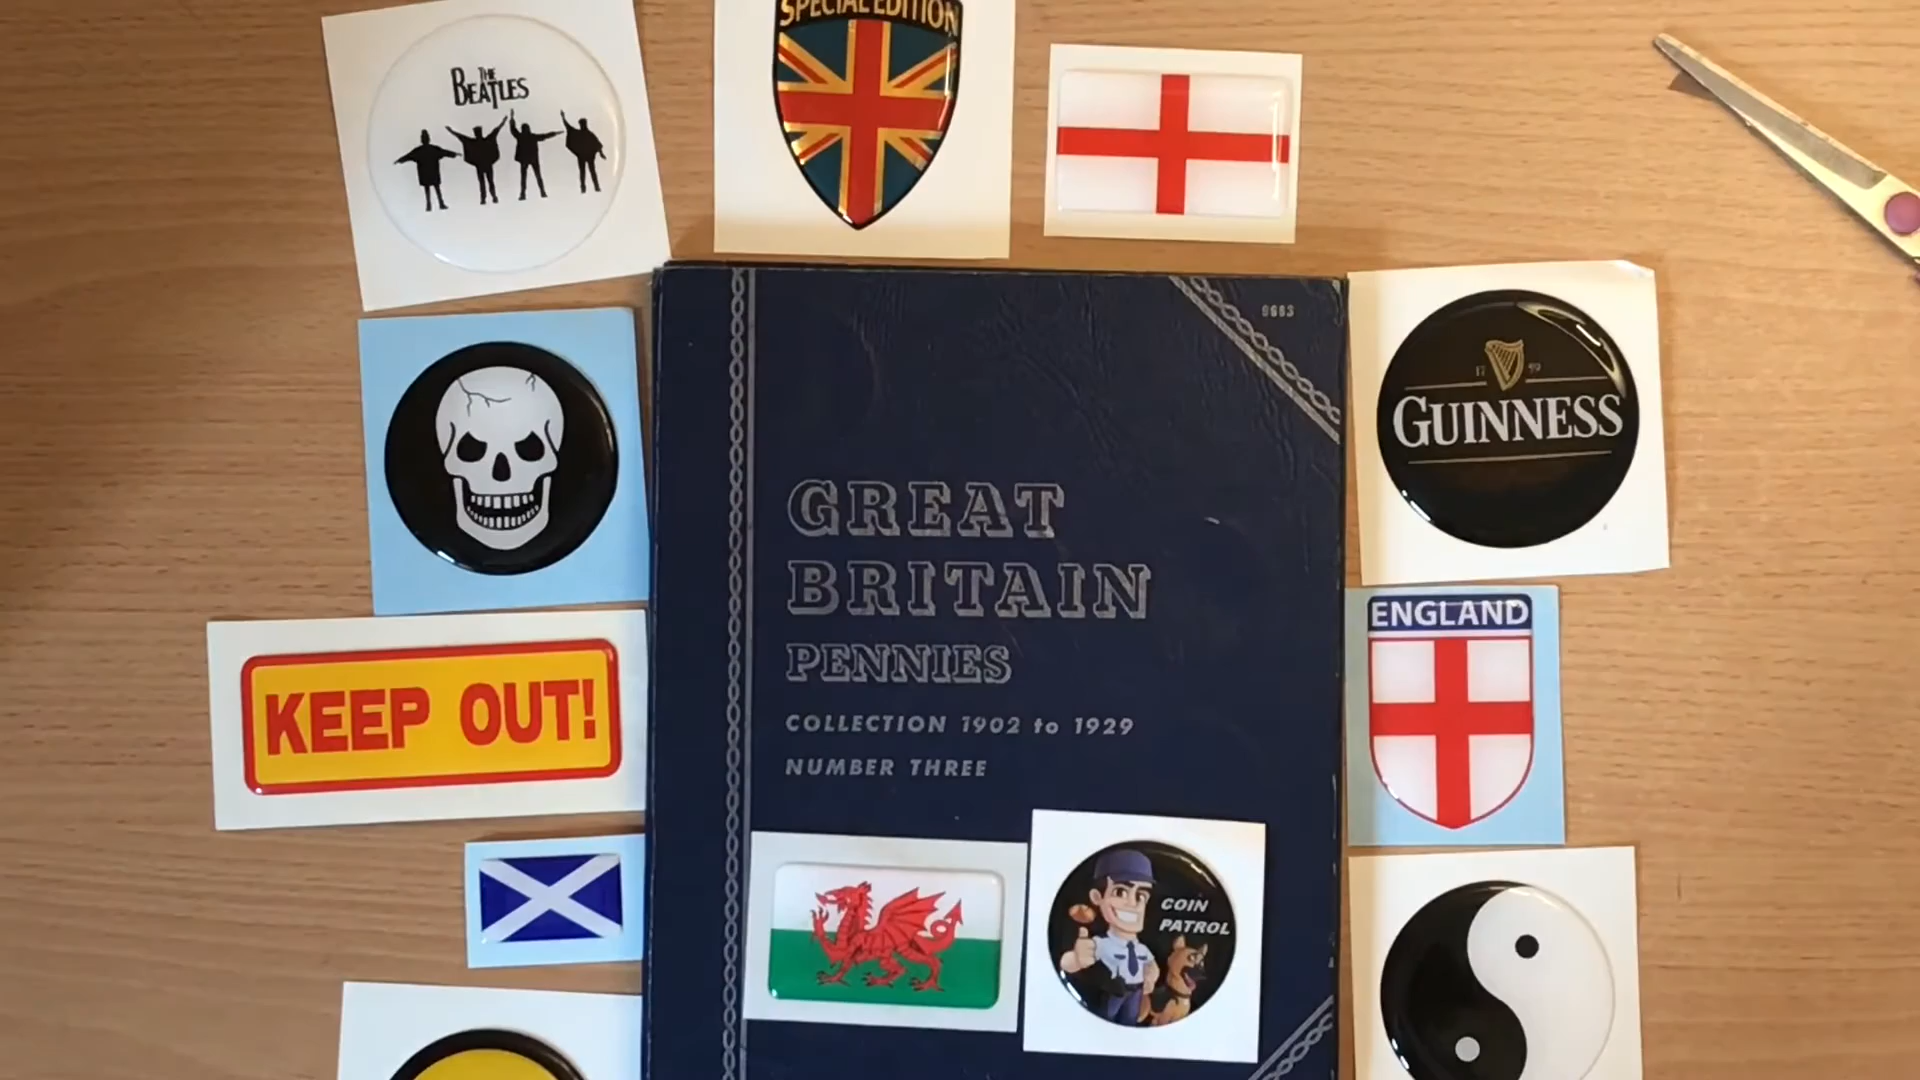 THE
BEATLES
SPECIAL EDITION
9683
17 59
GUINNESS
GREAT
BRITAIN
PENNIES
COLLECTION 1902 to 1929
NUMBER THREE
ENGLAND
KEEP OUT!
COIN
PATROL